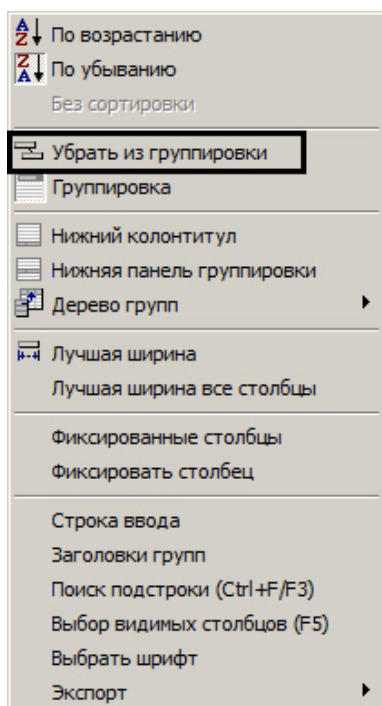 По возрастанию
По убыванию
Без сортировки
Убрать из группировки
Группировка
Нижний колонтитул
Нижняя панель группировки
Дерево групп
Лучшая ширина
Лучшая ширина все столбцы
Фиксированные столбцы
Фиксировать столбец
Строка ввода
Заголовки групп
Поиск подстроки (Ctrl+F/F3)
Выбор видимых столбцов (F5)
Выбрать шрифт
Экспорт